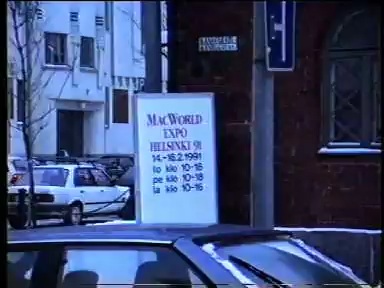 MACWORLD
EXPO
HELSINKI 91
14.-16.2.1991
to klo 10-18
pe klo 10-18
la klo 10-16